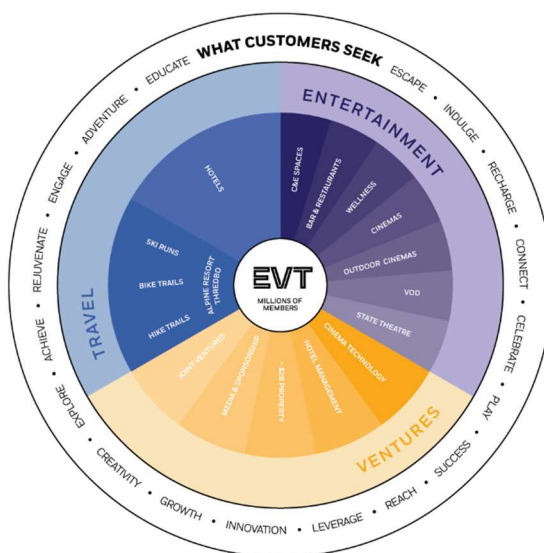 WHAT CUSTOMERS SEEK
ESCAPE • INDULGE • RECHARGE • CONNECT • CELEBRATE • PLAY • SUCCESS • REACH • LEVERAGE • INNOVATION • GROWTH • CREATIVITY • EXPLORE • ACHIEVE • REJUVENATE • ENGAGE • ADVENTURE • EDUCATE
ENTERTAINMENT
C&E SPACES
BAR & RESTAURANTS
WELLNESS
CINEMAS
OUTDOOR CINEMAS
VOD
STATE THEATRE
VENTURES
CINEMA TECHNOLOGY
HOTEL MANAGEMENT
~$2B PROPERTY
MEDIA & SPONSORSHIP
JOINT VENTURES
TRAVEL
HOTELS
SKI RUNS
BIKE TRAILS
HIKE TRAILS
ALPINE RESORT
THREDBO
EVT
MILLIONS OF
MEMBERS